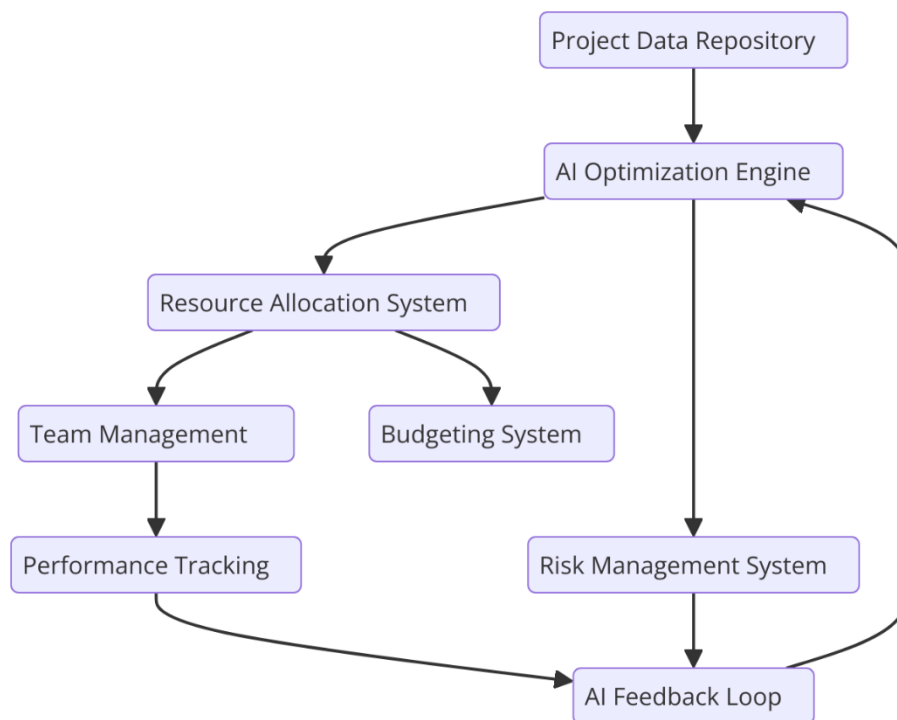 Project Data Repository
AI Optimization Engine
Resource Allocation System
Team Management
Budgeting System
Performance Tracking
Risk Management System
AI Feedback Loop